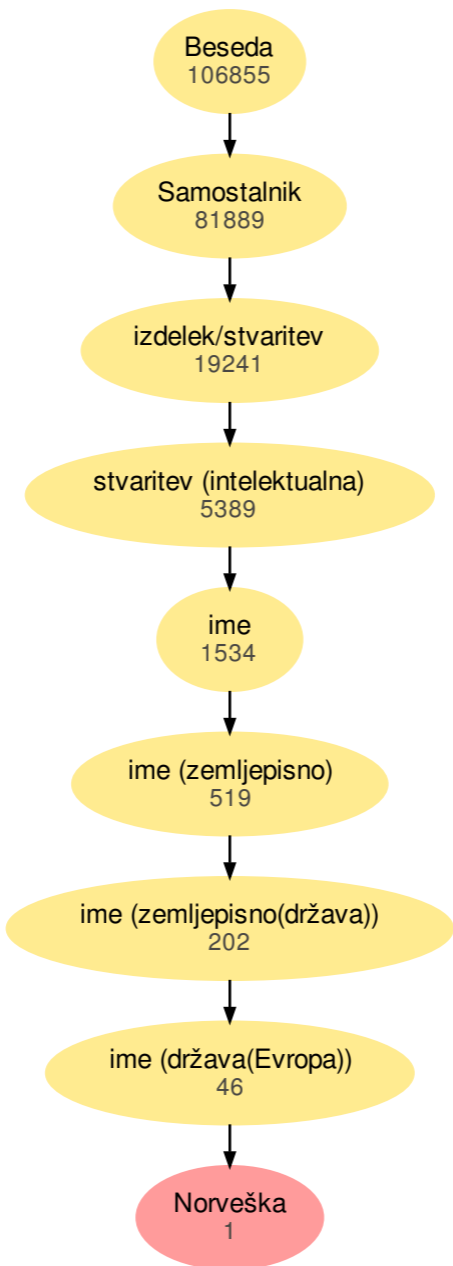 Beseda
106855
Samostalnik
81889
izdelek/stvaritev
19241
stvaritev (intelektualna)
5389
ime
1534
ime (zemljepisno)
519
ime (zemljepisno(država))
202
ime (država(Evropa))
46
Norveška
1